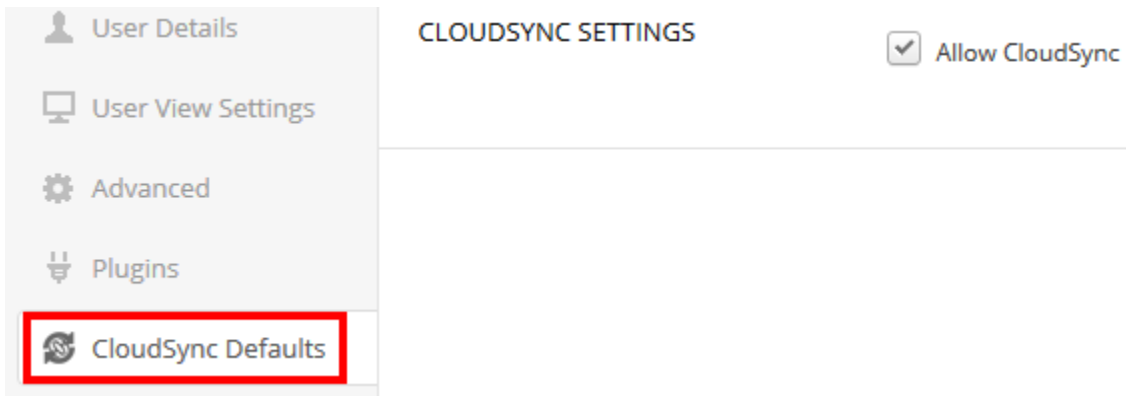 User Details
User View Settings
Advanced
Plugins
CloudSync Defaults
CLOUDSYNC SETTINGS
Allow CloudSync